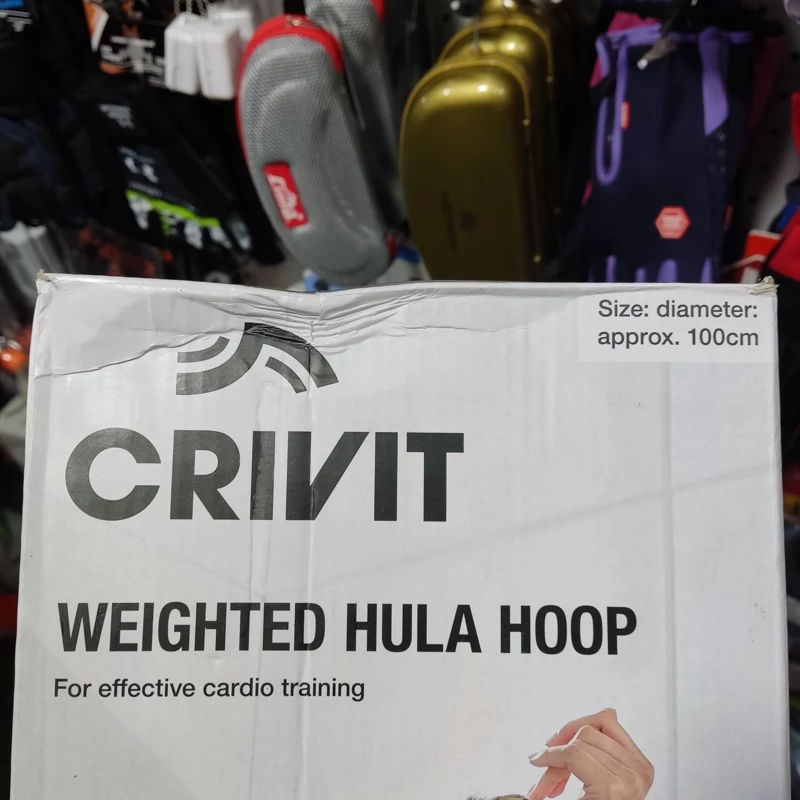 Size: diameter:
approx. 100cm
CRIVIT
WEIGHTED HULA HOOP
For effective cardio training